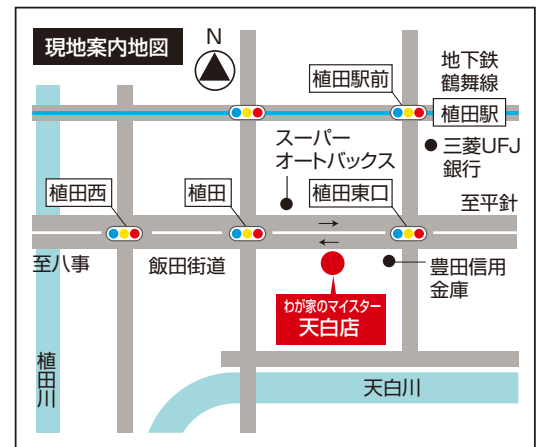 現地案内地図
N
地下鉄
鶴舞線
植田駅前
植田駅
スーパー
オートバックス
三菱UFJ
銀行
植田西
植田
植田東口
至平針
至八事
飯田街道
豊田信用
金庫
わが家のマイスター
天白店
植田川
天白川